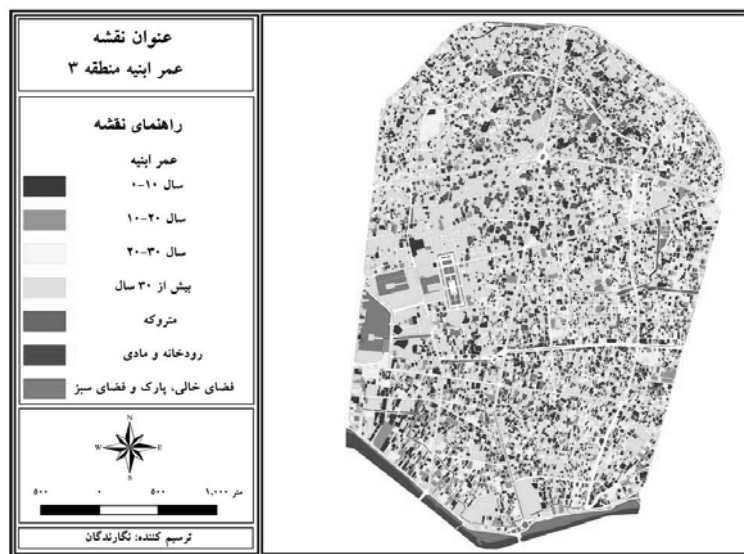 عنوان نقشه
عمر ابنیه منطقه ۳
راهنمای نقشه
عمر ابنیه
سال ۱۰-۰
سال ۲۰-۱۰
سال ۳۰-۲۰
بیش از ۳۰ سال
متروکه
رودخانه و مادی
فضای خالی، پارک و فضای سبز
N
W E
S
۵۰۰ ۰ ۵۰۰ ۱,۰۰۰ متر
ترسیم کننده: نگارندگان